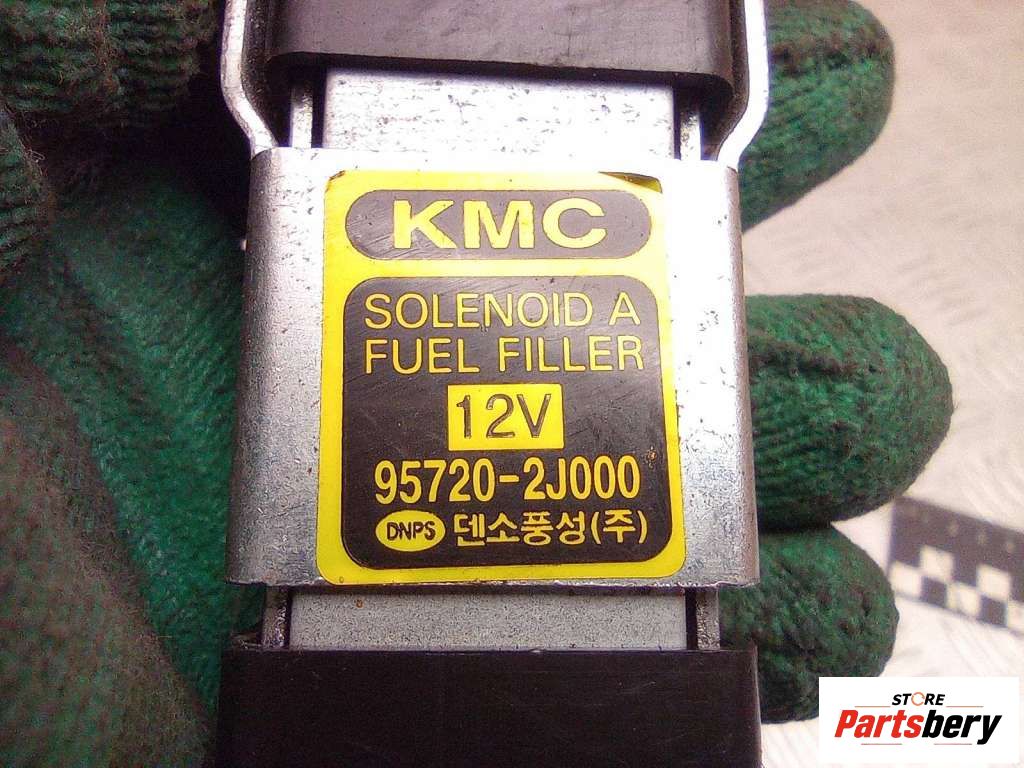 KMC
SOLENOID A
FUEL FILLER
12V
95720-2J000
DNPS 덴소풍성(주)
STORE
Partsbery